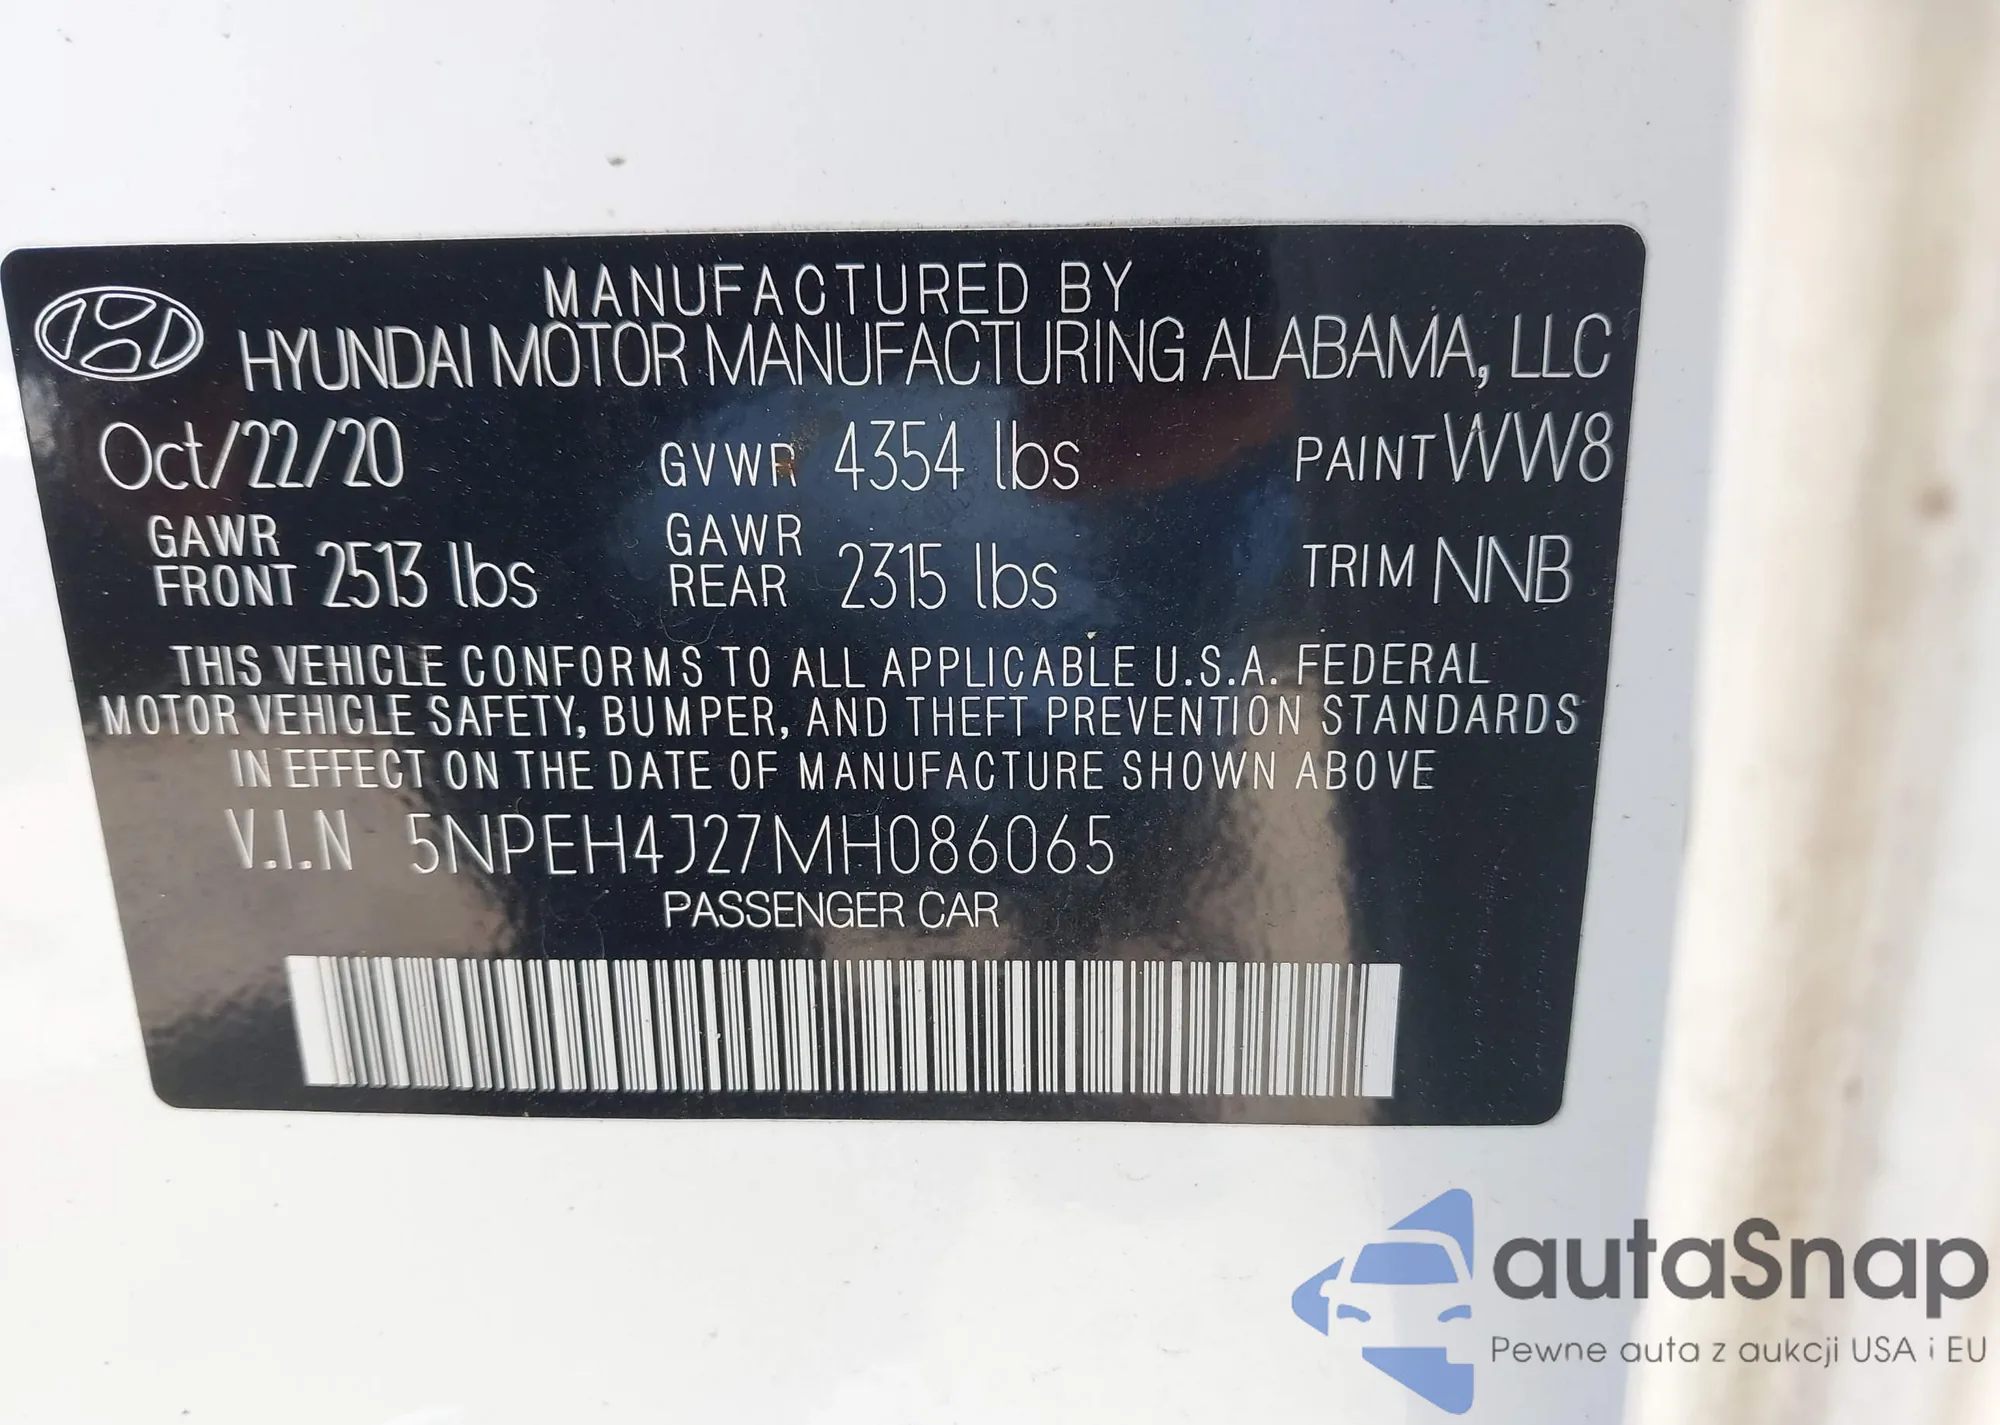 MANUFACTURED BY
HYUNDAI MOTOR MANUFACTURING ALABAMA, LLC
Oct/22/20 GVWR 4354 lbs PAINT WW8
GAWR FRONT 2513 lbs GAWR REAR 2315 lbs TRIM NNB
THIS VEHICLE CONFORMS TO ALL APPLICABLE U.S.A. FEDERAL
MOTOR VEHICLE SAFETY, BUMPER, AND THEFT PREVENTION STANDARDS
IN EFFECT ON THE DATE OF MANUFACTURE SHOWN ABOVE
V.I.N 5NPEH4J27MH086065
PASSENGER CAR
autaSnap
Pewne auta z aukcji USA i EU